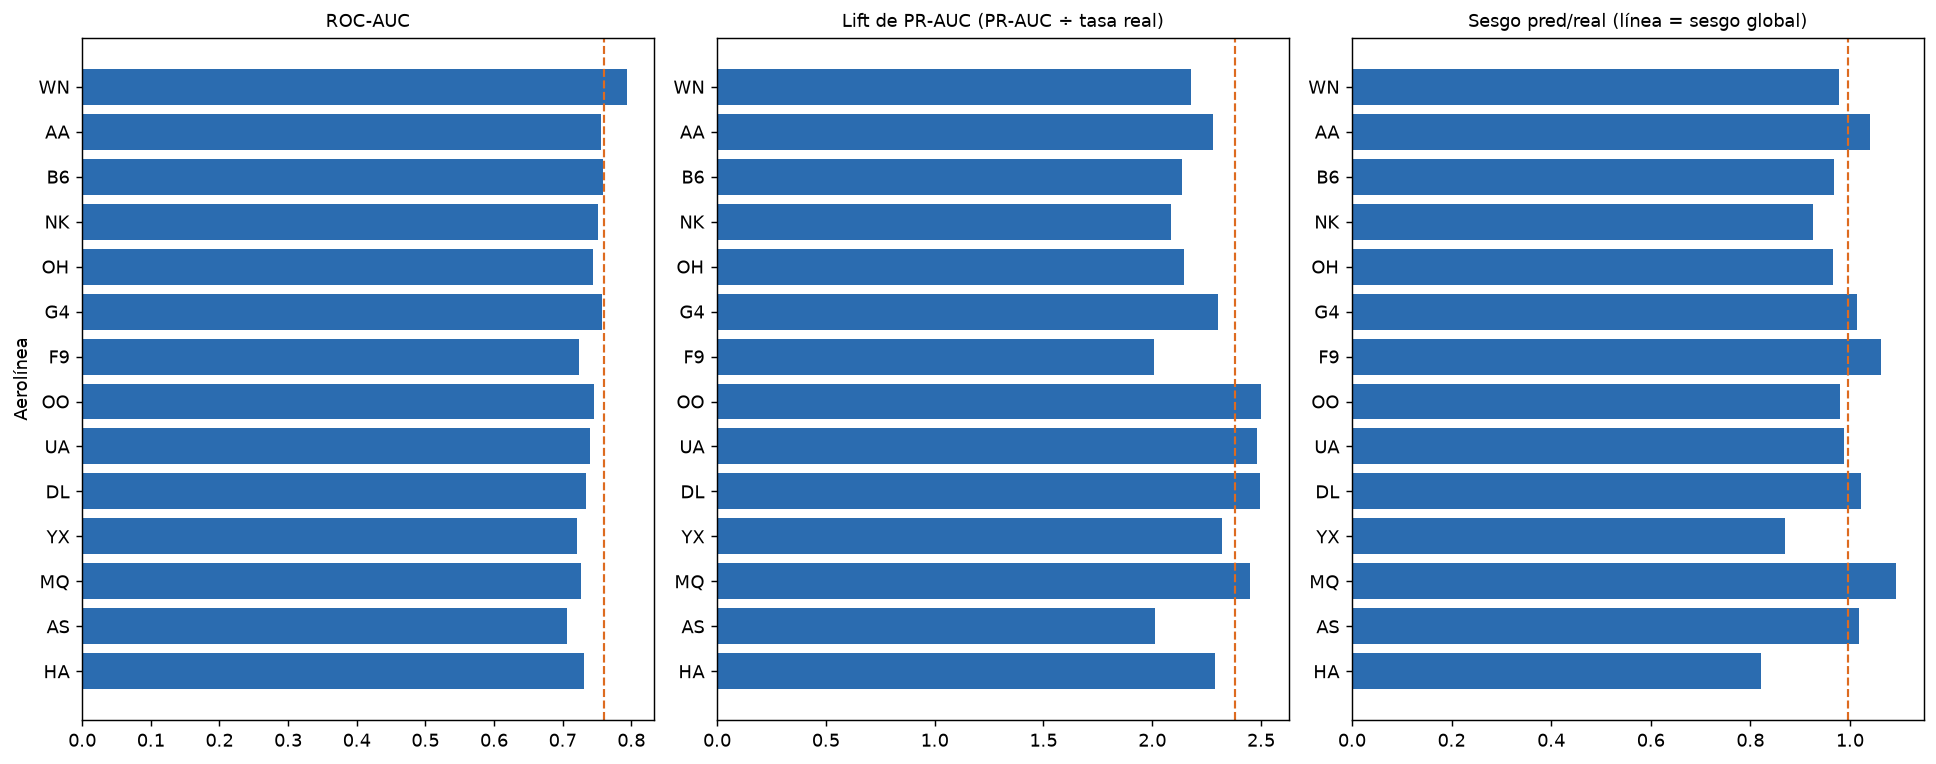 ROC-AUC
Aerolínea
WN
AA
B6
NK
OH
G4
F9
OO
UA
DL
YX
MQ
AS
HA
0.0 0.1 0.2 0.3 0.4 0.5 0.6 0.7 0.8
Lift de PR-AUC (PR-AUC ÷ tasa real)
WN
AA
B6
NK
OH
G4
F9
OO
UA
DL
YX
MQ
AS
HA
0.0 0.5 1.0 1.5 2.0 2.5
Sesgo pred/real (línea = sesgo global)
WN
AA
B6
NK
OH
G4
F9
OO
UA
DL
YX
MQ
AS
HA
0.0 0.2 0.4 0.6 0.8 1.0